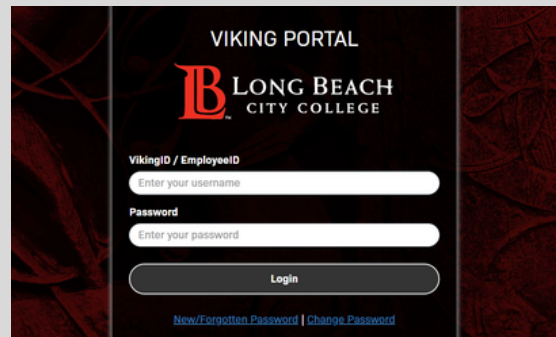 VIKING PORTAL
LB LONG BEACH
CITY COLLEGE
VikingID / EmployeeID
Enter your username
Password
Enter your password
Login
New/Forgotten Password | Change Password